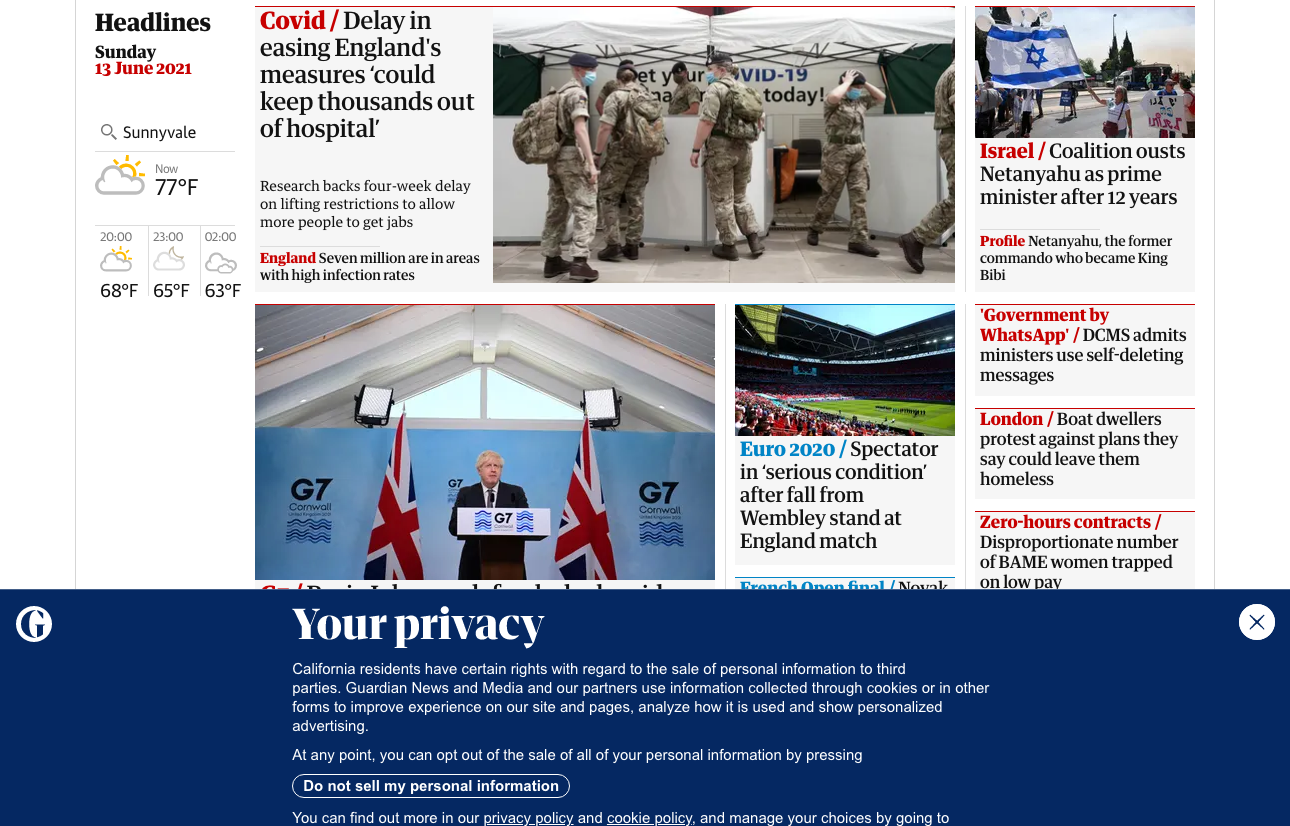 Headlines
Sunday
13 June 2021
Sunnyvale
Now
77°F
20:00
23:00
02:00
68°F
65°F
63°F
Covid / Delay in
easing England's
measures ‘could
keep thousands out
of hospital’
Research backs four-week delay
on lifting restrictions to allow
more people to get jabs
England Seven million are in areas
with high infection rates
et your COVID-19
today!
Israel / Coalition ousts
Netanyahu as prime
minister after 12 years
Profile Netanyahu, the former
commando who became King
Bibi
G7
Cornwall
G7
G7
Cornwall
G7
Cornwall
Euro 2020 / Spectator
in ‘serious condition’
after fall from
Wembley stand at
England match
French Open final / Novak
'Government by
WhatsApp' / DCMS admits
ministers use self-deleting
messages
London / Boat dwellers
protest against plans they
say could leave them
homeless
Zero-hours contracts /
Disproportionate number
of BAME women trapped
on low pay
G
Your privacy
California residents have certain rights with regard to the sale of personal information to third
parties. Guardian News and Media and our partners use information collected through cookies or in other
forms to improve experience on our site and pages, analyze how it is used and show personalized
advertising.
At any point, you can opt out of the sale of all of your personal information by pressing
Do not sell my personal information
You can find out more in our privacy policy and cookie policy, and manage your choices by going to